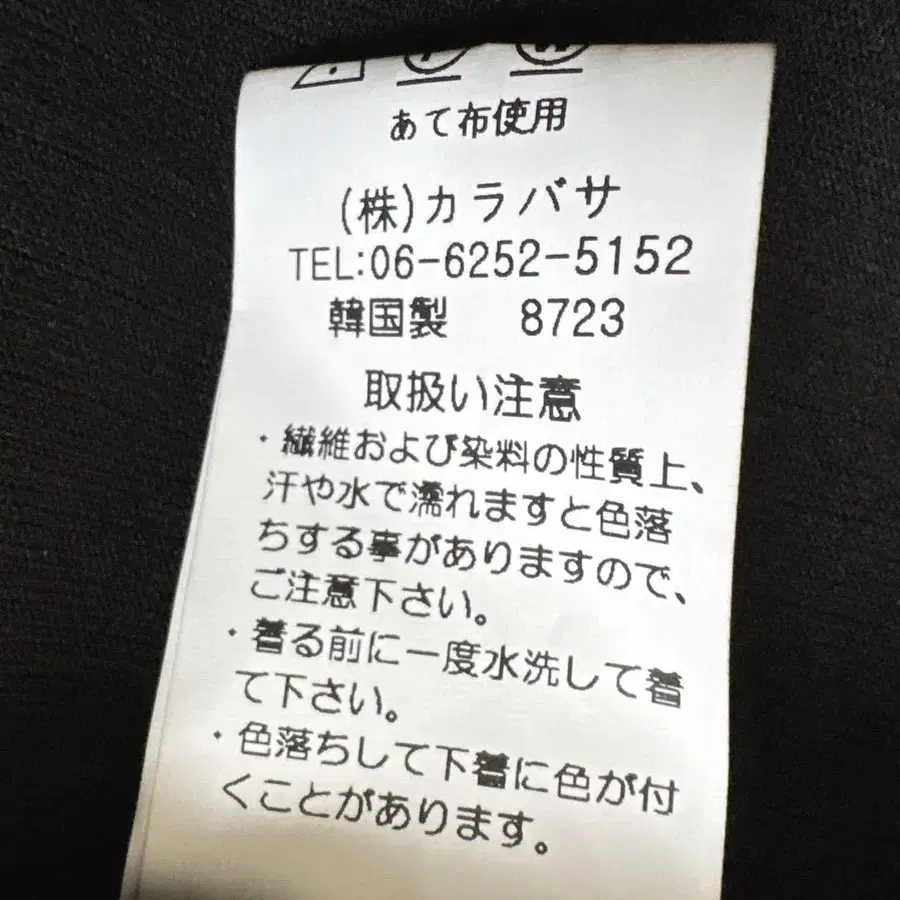 あて布使用
(株)カラバサ
TEL:06-6252-5152
韓国製 8723
取扱い注意
・繊維および染料の性質上、
汗や水で濡れますと色落
ちする事がありますので、
ご注意下さい。
・着る前に一度水洗して着
て下さい。
・色落ちして下着に色が付
くことがあります。